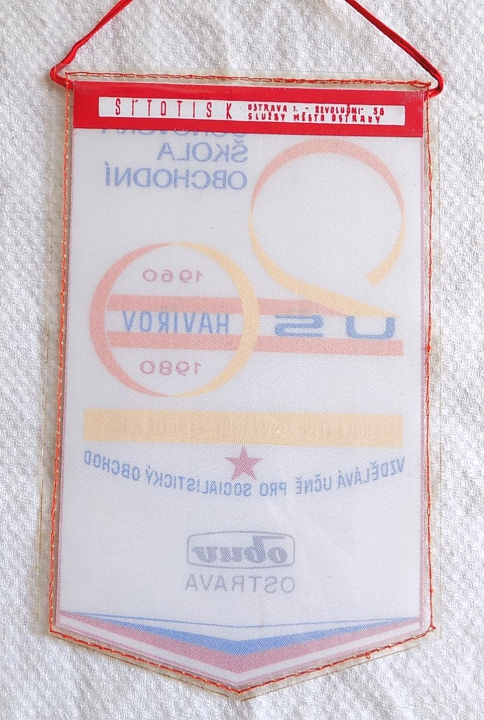 SÍTOTISK OSTRAVA 1. - REVOLUČNÍ 56
SLUŽBY MĚSTA OSTRAVY
ŠKOLA
OBCHODNÍ
1960
HAVÍŘOV
U S
1980
VZDĚLÁVÁ UČNĚ PRO SOCIALISTICKÝ OBCHOD
obuv
OSTRAVA